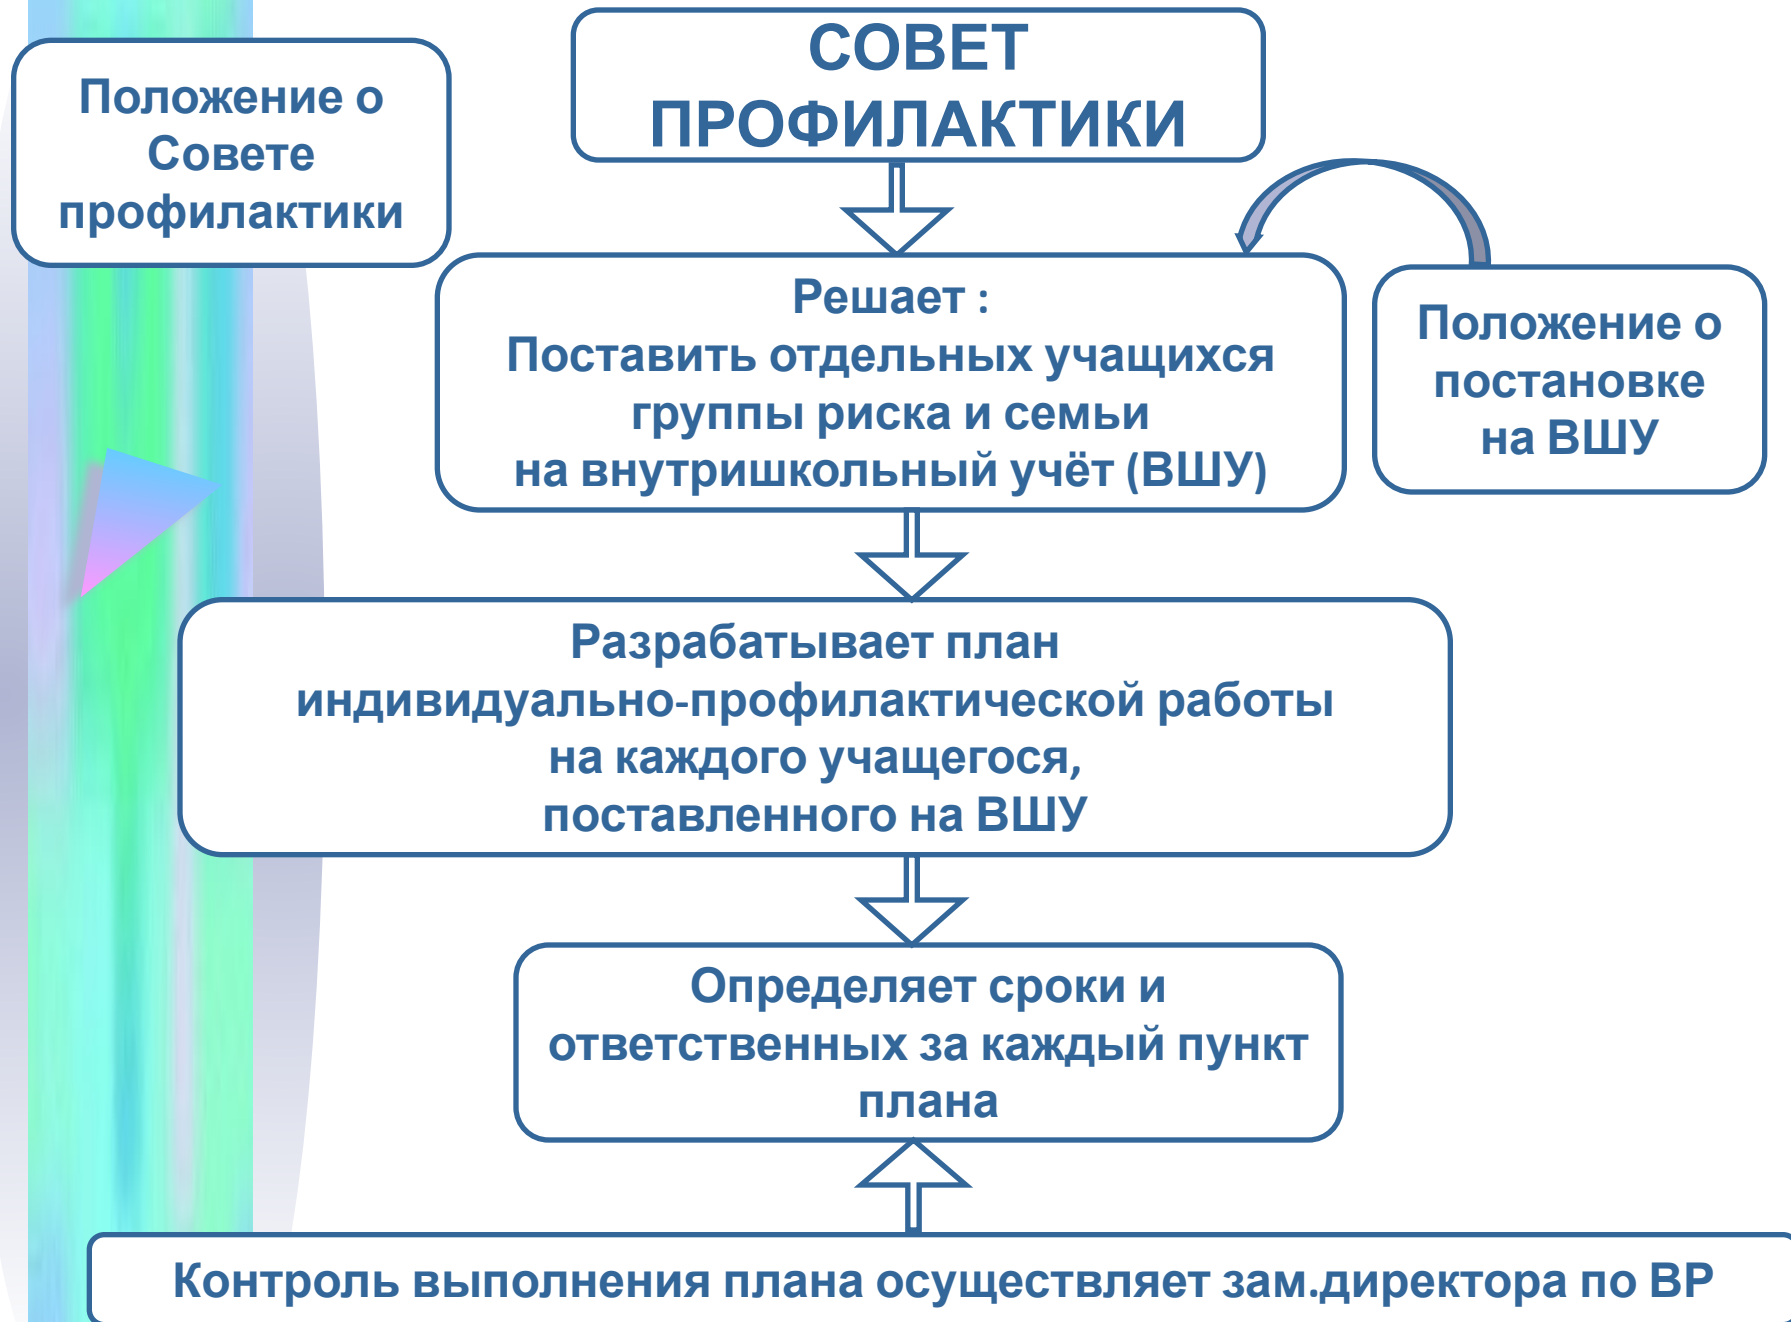 СОВЕТ
ПРОФИЛАКТИКИ
Положение о
Совете
профилактики
Решает :
Поставить отдельных учащихся
группы риска и семьи
на внутришкольный учёт (ВШУ)
Положение о
постановке
на ВШУ
Разрабатывает план
индивидуально-профилактической работы
на каждого учащегося,
поставленного на ВШУ
Определяет сроки и
ответственных за каждый пункт
плана
Контроль выполнения плана осуществляет зам.директора по ВР